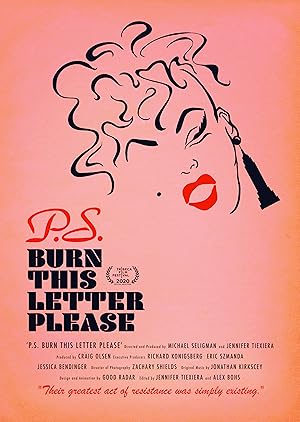 P.S.
BURN
THIS
LETTER
PLEASE
TRIBECA
FILM
FESTIVAL
2020
'P.S. BURN THIS LETTER PLEASE' Directed and Produced by MICHAEL SELIGMAN and JENNIFER TIEXIERA
Produced by CRAIG OLSEN Executive Producers RICHARD KONIGSBERG ERIC SZMANDA
JESSICA BENDINGER Director of Photography ZACHARY SHIELDS Original Music by JONATHAN KIRKSCEY
Design and Animation by GOOD RADAR Edited by JENNIFER TIEXIERA and ALEX BOHS
"Their greatest act of resistance was simply existing."